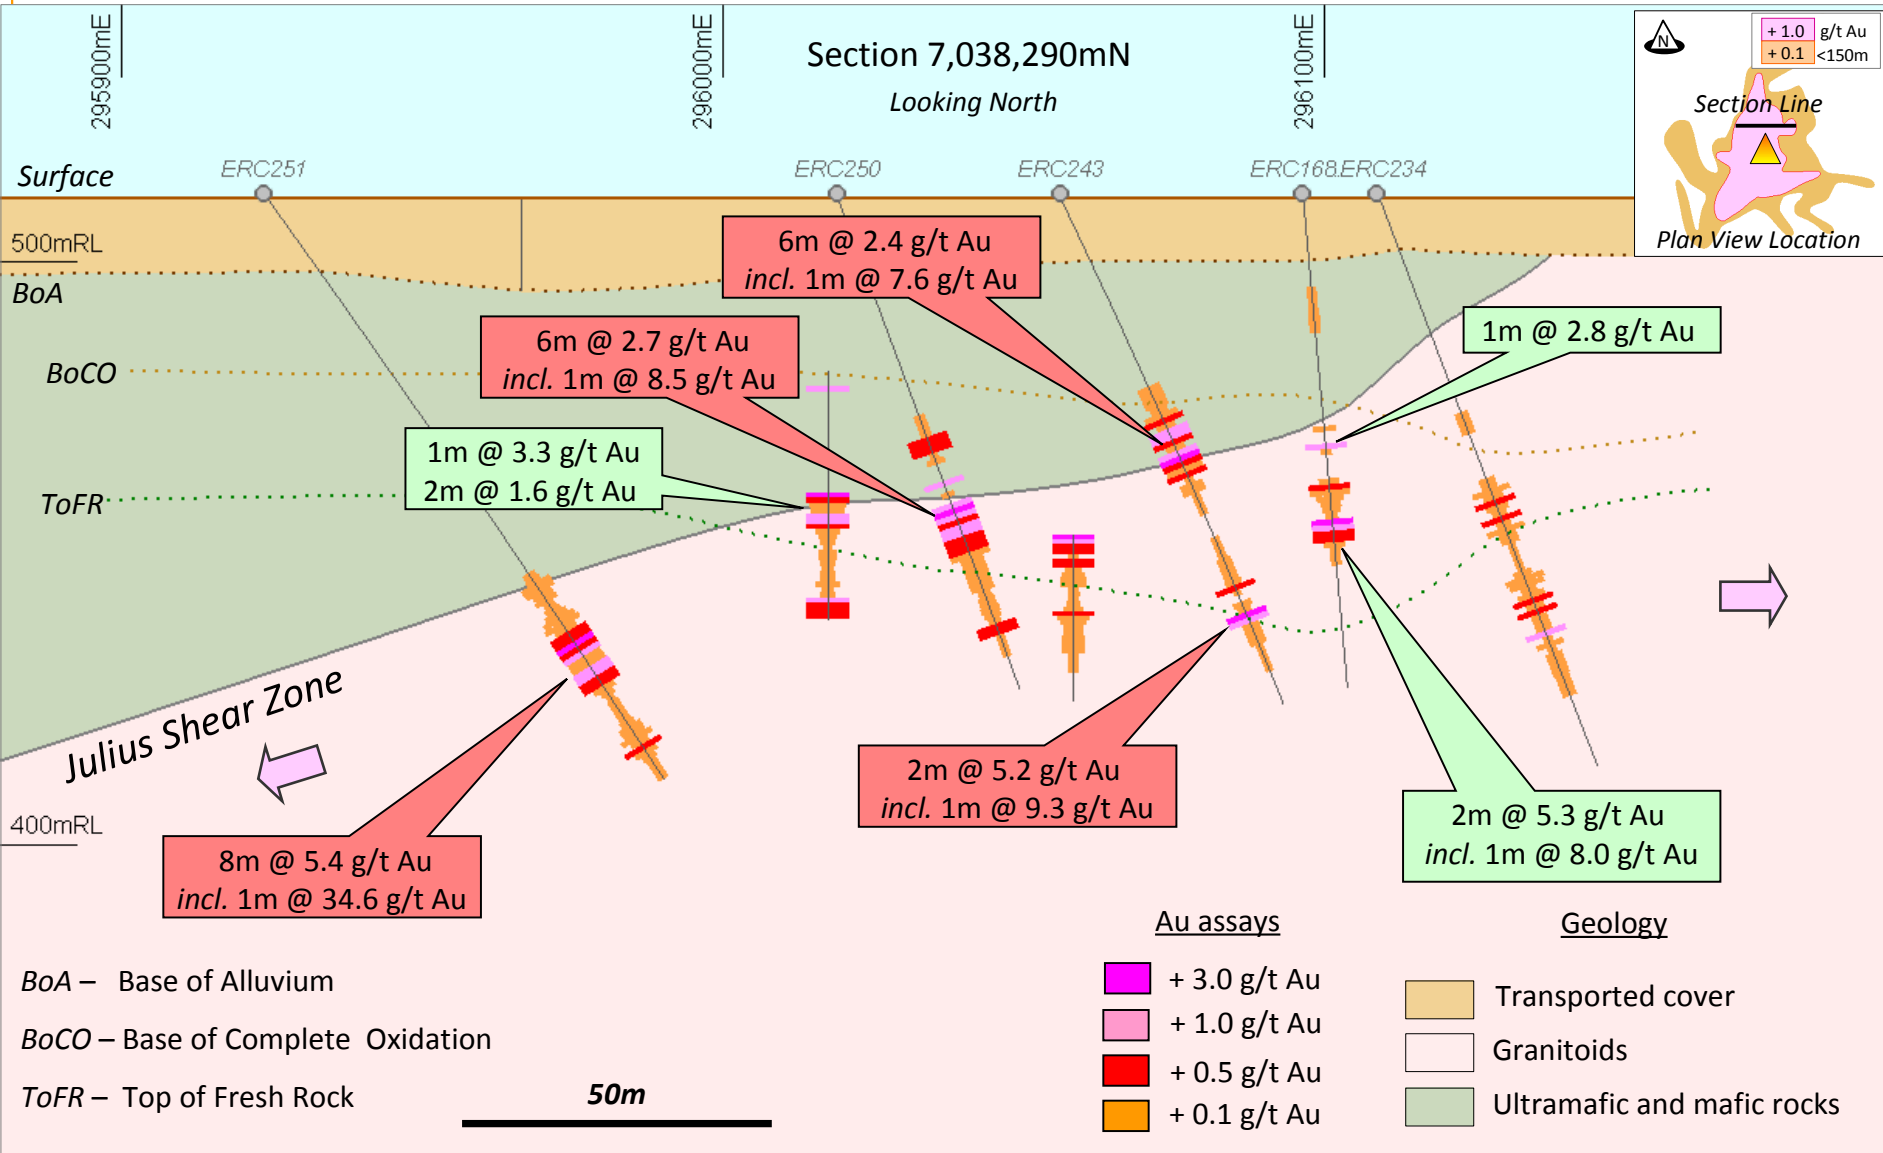 295900mE
296000mE
296100mE
Section 7,038,290mN
Looking North
N
+ 1.0 g/t Au
+ 0.1 <150m
Section Line
Plan View Location
Surface
ERC251
ERC250
ERC243
ERC168
ERC234
500mRL
BoA
BoCO
ToFR
6m @ 2.4 g/t Au
incl. 1m @ 7.6 g/t Au
6m @ 2.7 g/t Au
incl. 1m @ 8.5 g/t Au
1m @ 2.8 g/t Au
1m @ 3.3 g/t Au
2m @ 1.6 g/t Au
Julius Shear Zone
2m @ 5.2 g/t Au
incl. 1m @ 9.3 g/t Au
2m @ 5.3 g/t Au
incl. 1m @ 8.0 g/t Au
400mRL
8m @ 5.4 g/t Au
incl. 1m @ 34.6 g/t Au
BoA – Base of Alluvium
BoCO – Base of Complete Oxidation
ToFR – Top of Fresh Rock
50m
Au assays
+ 3.0 g/t Au
+ 1.0 g/t Au
+ 0.5 g/t Au
+ 0.1 g/t Au
Geology
Transported cover
Granitoids
Ultramafic and mafic rocks